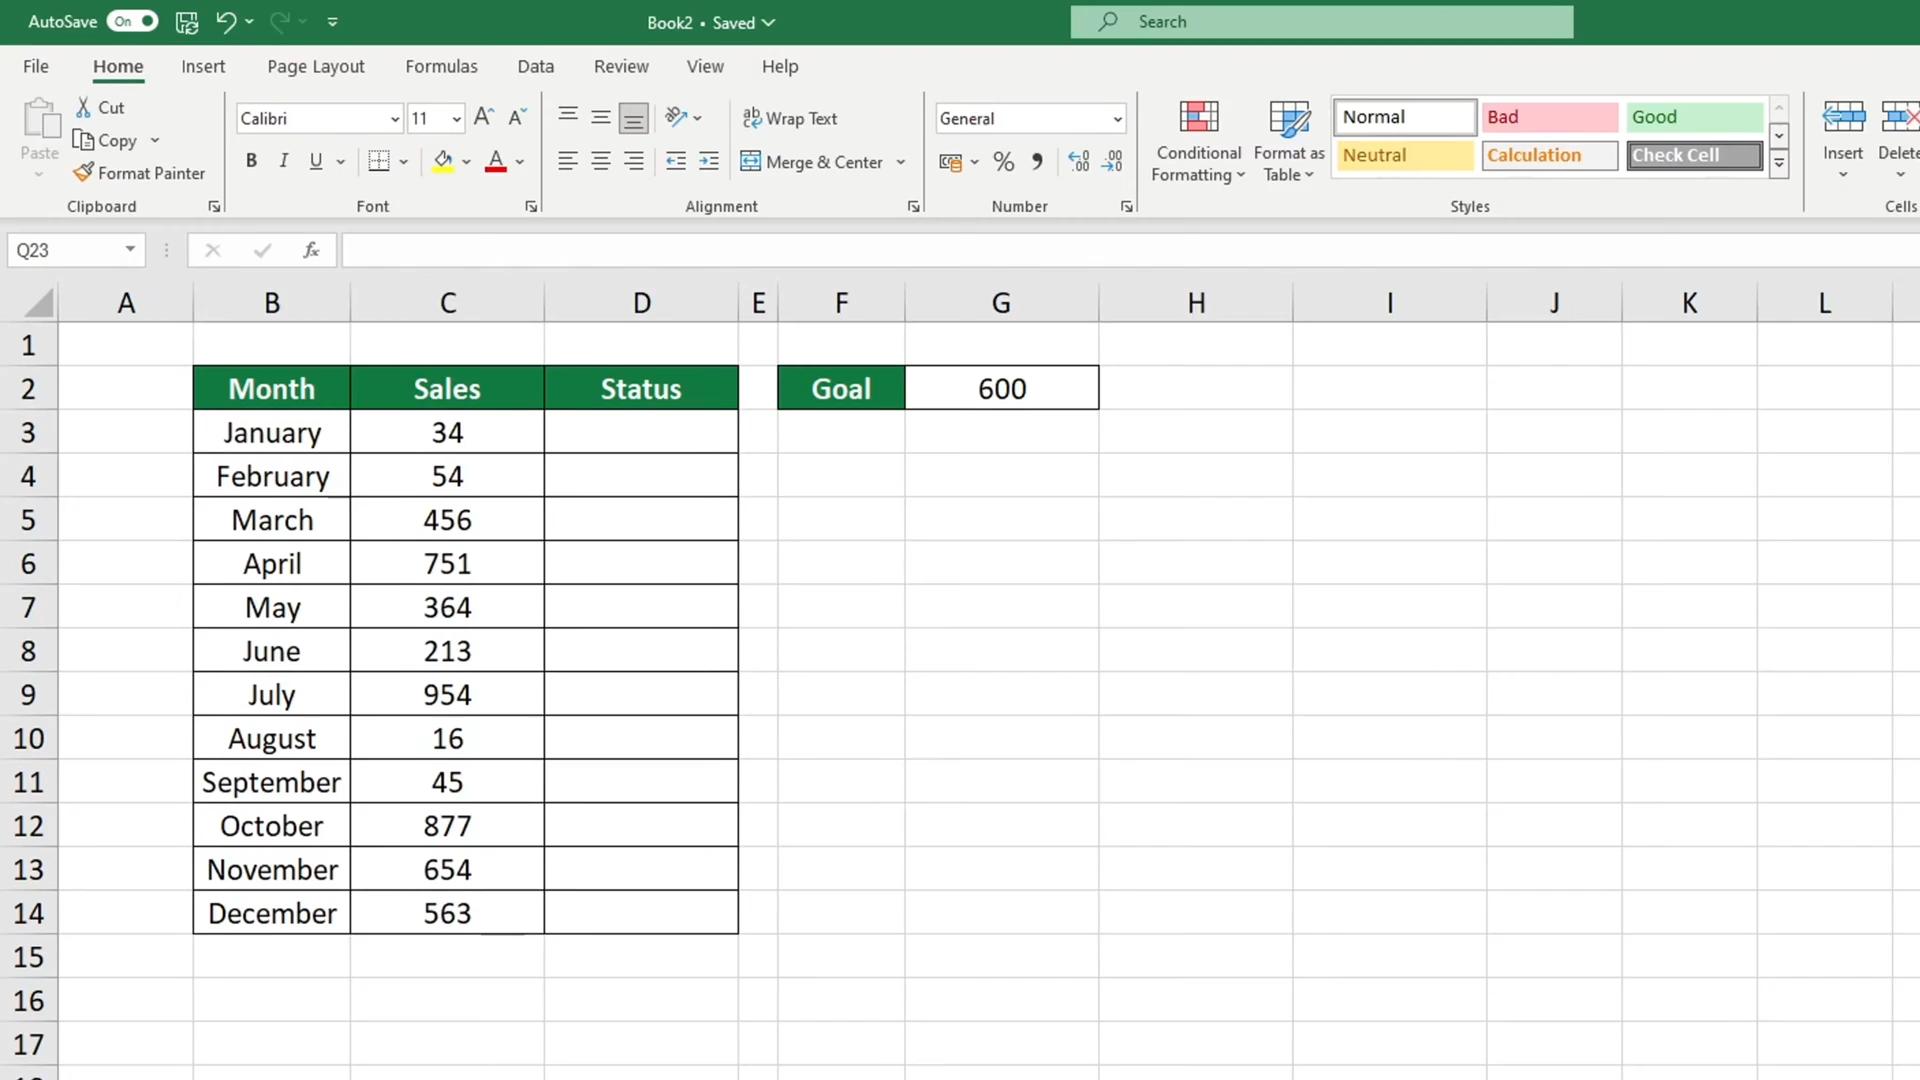 AutoSave On Book2 • Saved Search
File Home Insert Page Layout Formulas Data Review View Help
Paste Cut Copy Format Painter
Calibri 11
B I U A
Wrap Text
Merge & Center
General
% ,
Conditional Formatting
Format as Table
Normal Bad Good
Neutral Calculation Check Cell
Insert Delete
Clipboard Font Alignment Number Styles Cells
Q23 fx
A B C D E F G H I J K L
1
2 Month Sales Status Goal 600
3 January 34
4 February 54
5 March 456
6 April 751
7 May 364
8 June 213
9 July 954
10 August 16
11 September 45
12 October 877
13 November 654
14 December 563
15
16
17